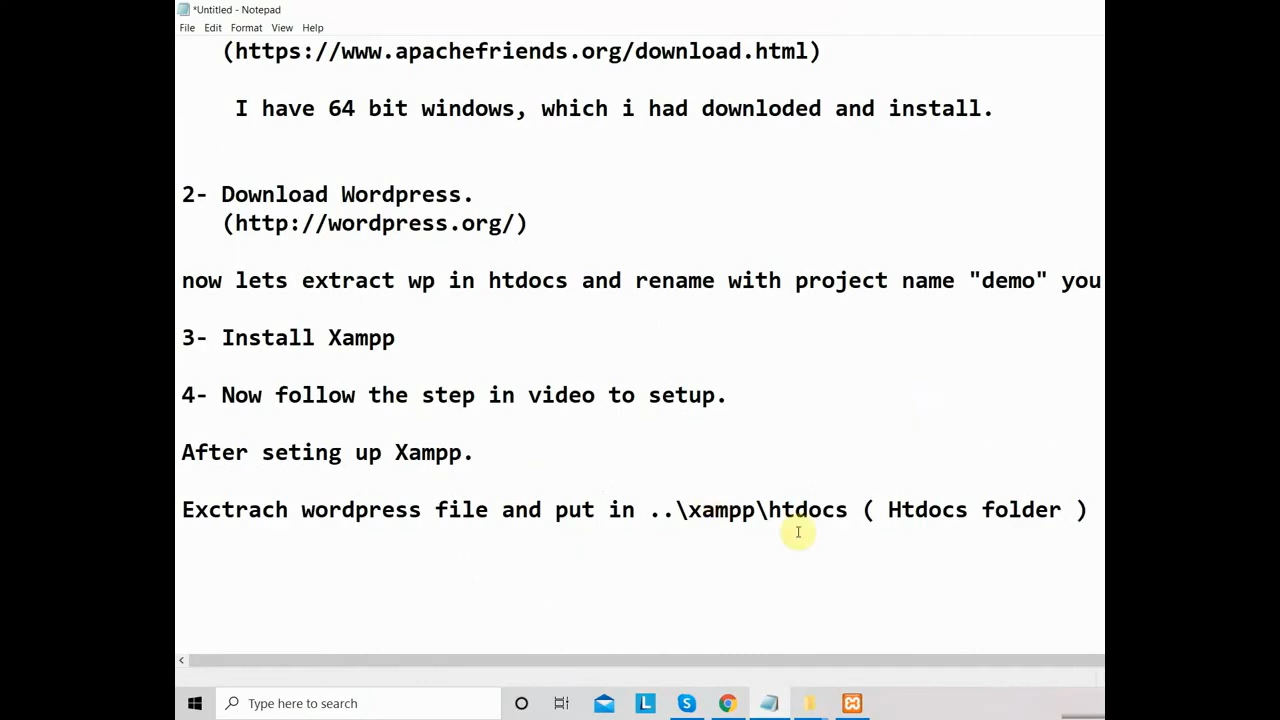 *Untitled - Notepad
File Edit Format View Help
(https://www.apachefriends.org/download.html)
I have 64 bit windows, which i had downloded and install.
2- Download Wordpress.
(http://wordpress.org/)
now lets extract wp in htdocs and rename with project name "demo" you
3- Install Xampp
4- Now follow the step in video to setup.
After seting up Xampp.
Exctrach wordpress file and put in ..\xampp\htdocs ( Htdocs folder )
Type here to search